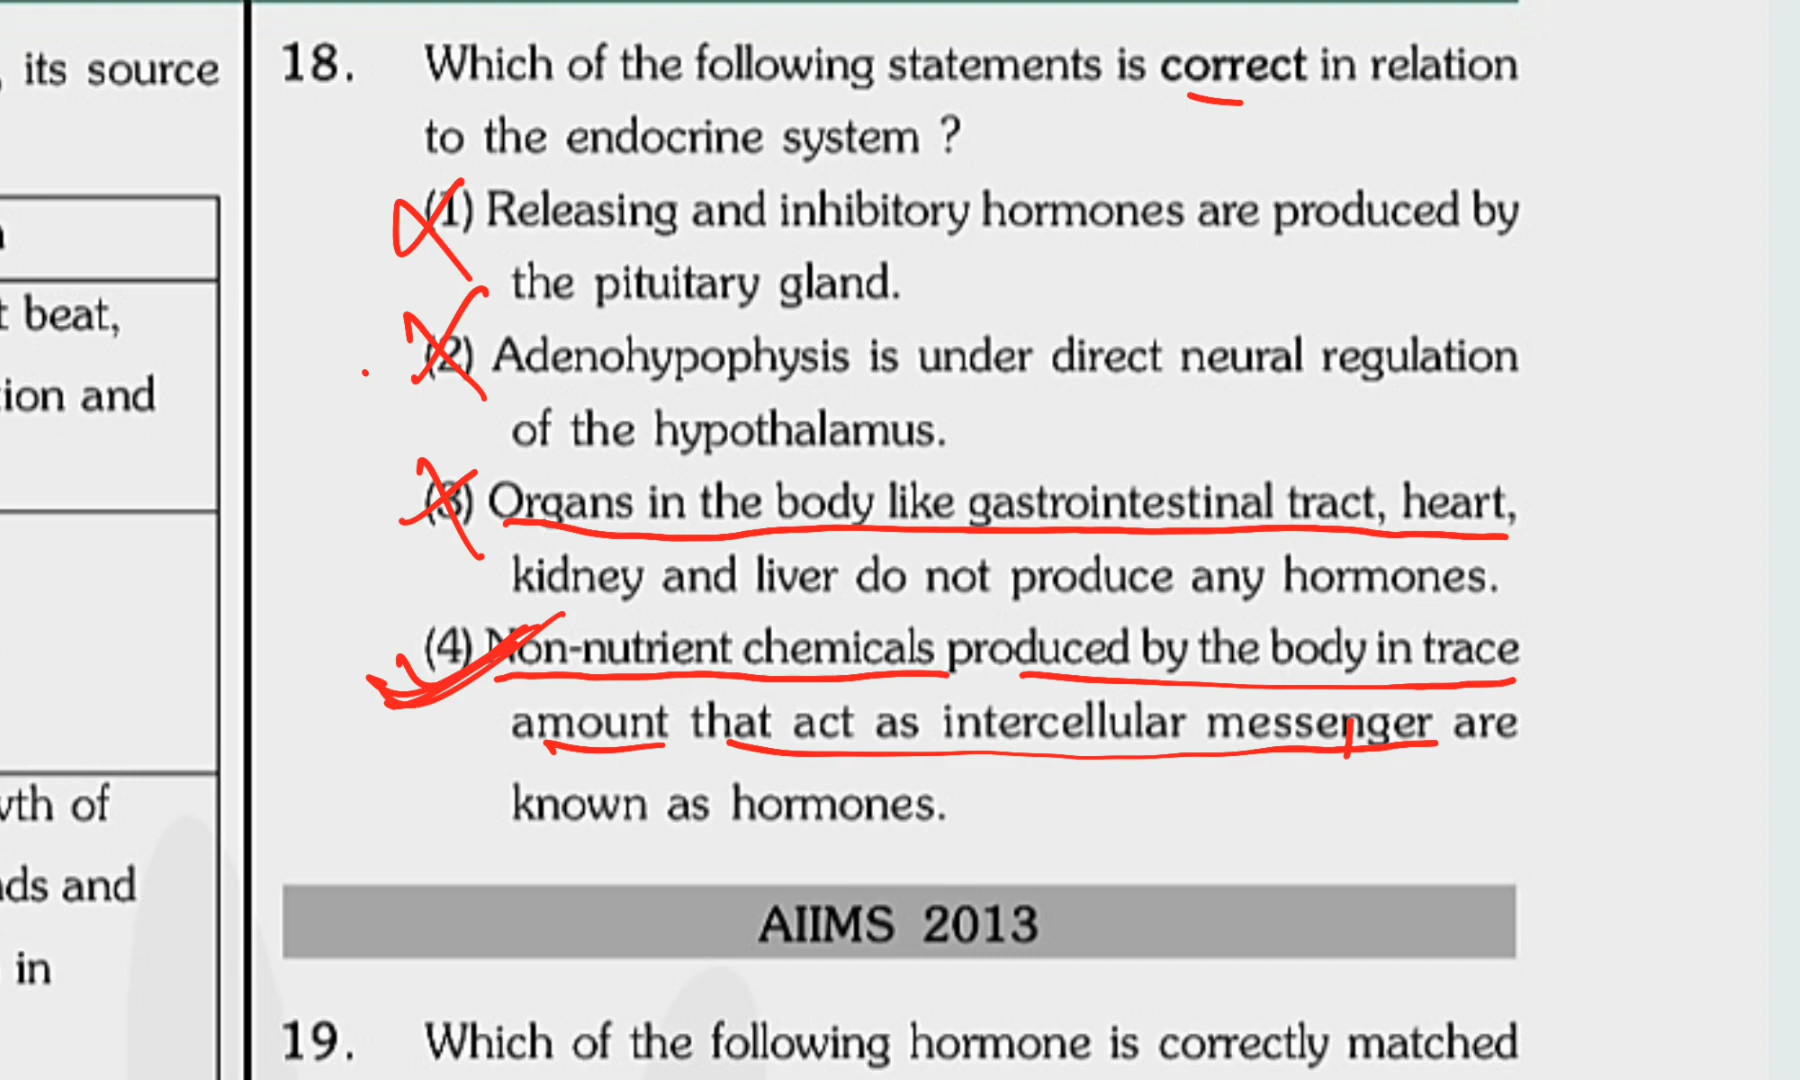 its source
beat,
ion and
of
and
in
18. Which of the following statements is correct in relation
to the endocrine system ?
(1) Releasing and inhibitory hormones are produced by
the pituitary gland.
(2) Adenohypophysis is under direct neural regulation
of the hypothalamus.
(3) Organs in the body like gastrointestinal tract, heart,
kidney and liver do not produce any hormones.
(4) Non-nutrient chemicals produced by the body in trace
amount that act as intercellular messenger are
known as hormones.
AIIMS 2013
19. Which of the following hormone is correctly matched